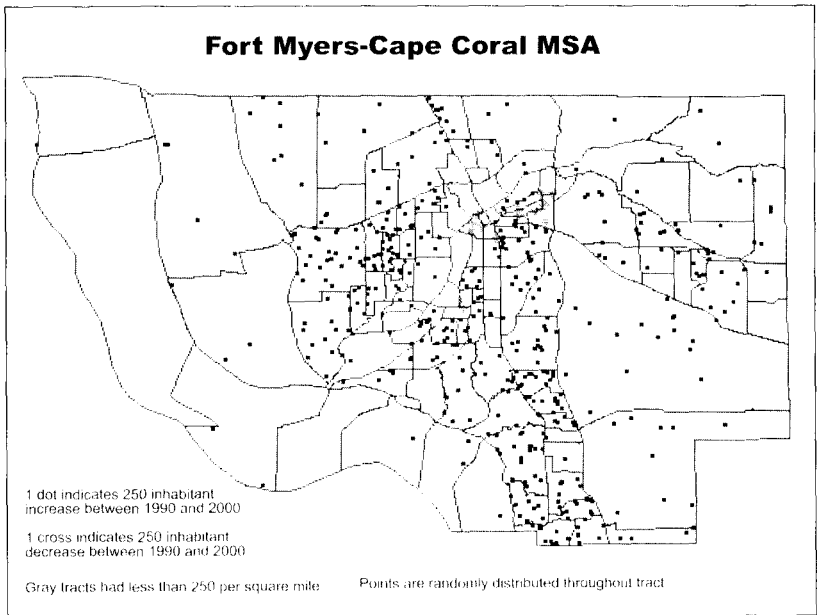 Fort Myers-Cape Coral MSA
1 dot indicates 250 inhabitant
increase between 1990 and 2000
1 cross indicates 250 inhabitant
decrease between 1990 and 2000
Gray tracts had less than 250 per square mile
Points are randomly distributed throughout tract